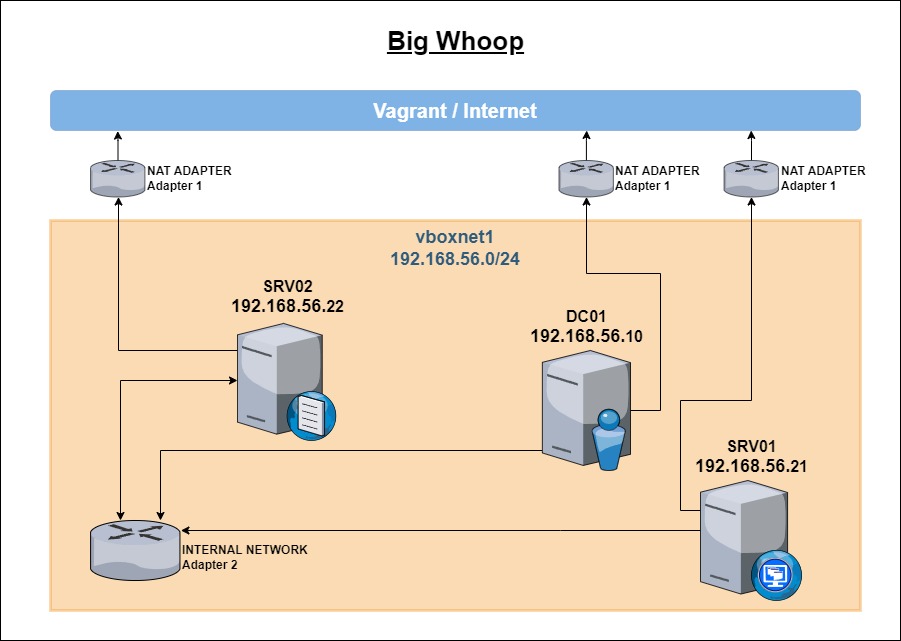 Big Whoop
Vagrant / Internet
NAT ADAPTER
Adapter 1
NAT ADAPTER
Adapter 1
NAT ADAPTER
Adapter 1
vboxnet1
192.168.56.0/24
SRV02
192.168.56.22
DC01
192.168.56.10
SRV01
192.168.56.21
INTERNAL NETWORK
Adapter 2